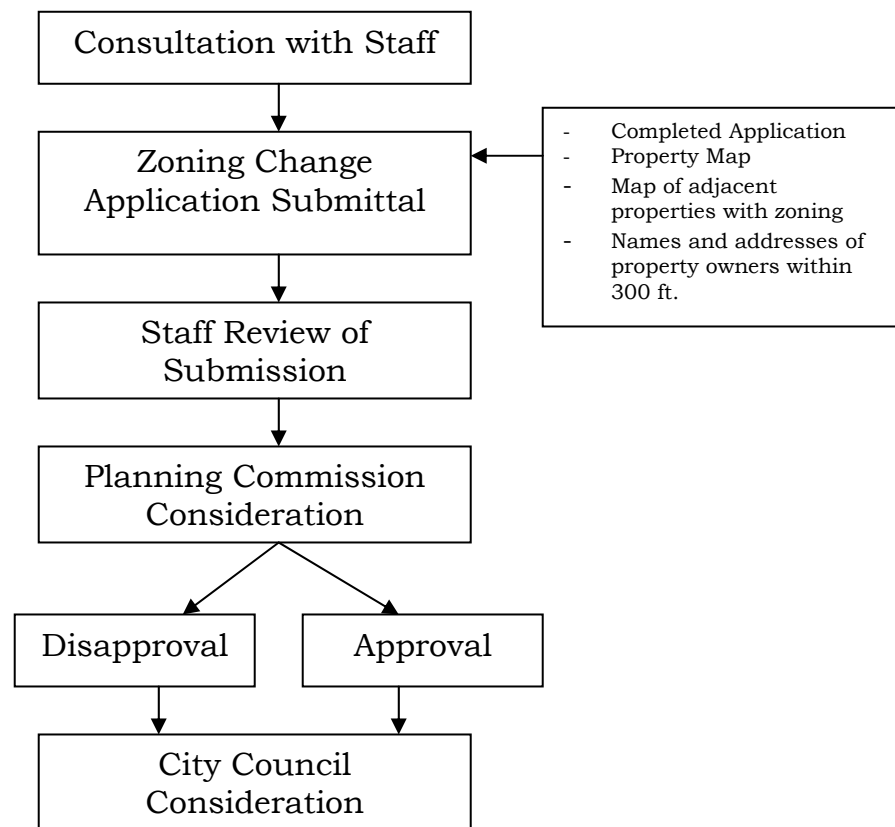 Consultation with Staff
Zoning Change
Application Submittal
- Completed Application
- Property Map
- Map of adjacent
properties with zoning
- Names and addresses of
property owners within
300 ft.
Staff Review of
Submission
Planning Commission
Consideration
Disapproval
Approval
City Council
Consideration